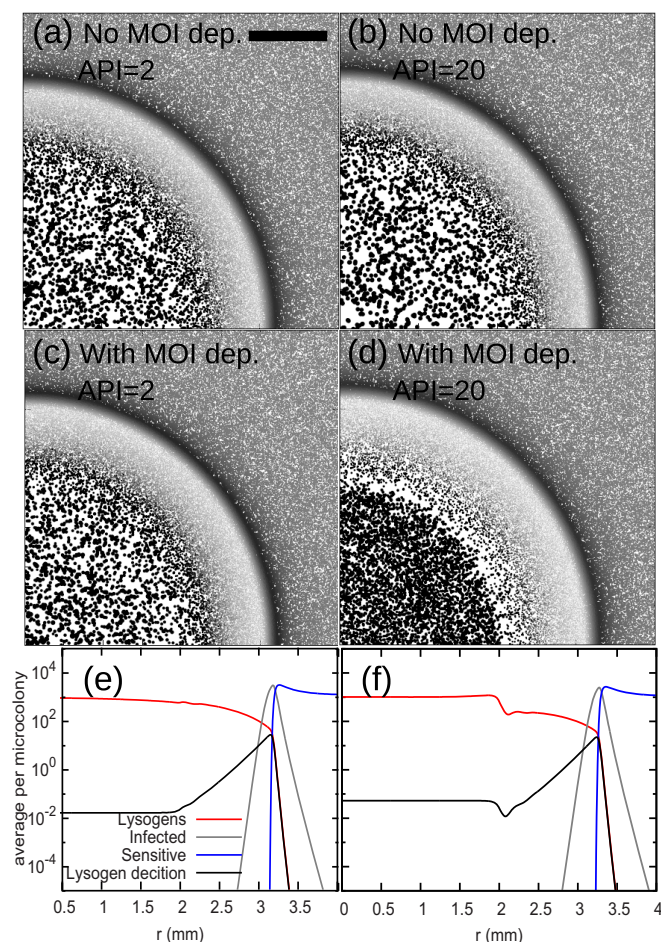 (a) No MOI dep.
API=2
(b) No MOI dep.
API=20
(c) With MOI dep.
API=2
(d) With MOI dep.
API=20
average per microcolony
10^4
10^2
10^0
10^-2
10^-4
(e)
Lysogens
Infected
Sensitive
Lysogen decition
0.5 1 1.5 2 2.5 3 3.5
r (mm)
(f)
0 0.5 1 1.5 2 2.5 3 3.5 4
r (mm)